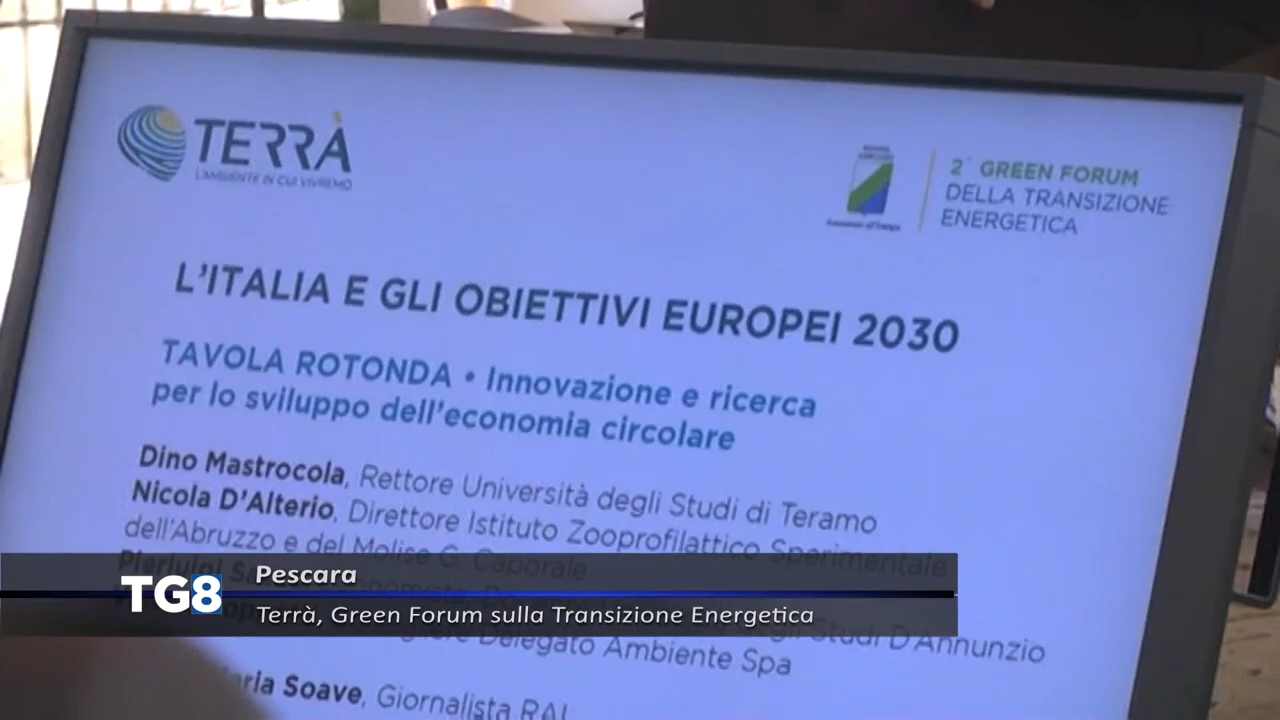 TERRÀ
L'AMBIENTE IN CUI VIVREMO
2° GREEN FORUM
DELLA TRANSIZIONE
ENERGETICA
L'ITALIA E GLI OBIETTIVI EUROPEI 2030
TAVOLA ROTONDA • Innovazione e ricerca
per lo sviluppo dell'economia circolare
Dino Mastrocola, Rettore Università degli Studi di Teramo
Nicola D'Alterio, Direttore Istituto Zooprofilattico Sperimentale
dell'Abruzzo e del Molise G. Caporale
Pierluigi
Studi D'Annunzio
Delegato Ambiente Spa
Soave, Giornalista RAI
TG8
Pescara
Terrà, Green Forum sulla Transizione Energetica